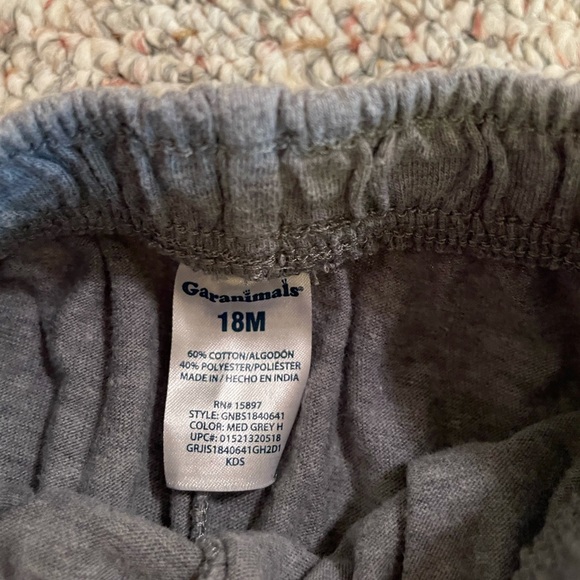 Garanimals®
18M
60% COTTON/ALGODÓN
40% POLYESTER/POLIÉSTER
MADE IN / HECHO EN INDIA
RN# 15897
STYLE: GNBS1840641
COLOR: MED GREY H
UPC#: 01521320518
GRJIS1840641GH2D1
KDS